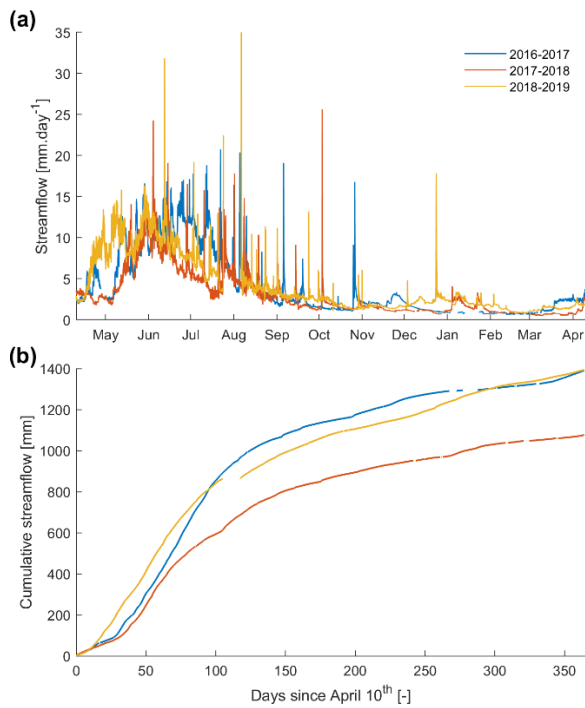 (a)
35
30
25
20
15
10
5
0
Streamflow [mm.day⁻¹]
2016-2017
2017-2018
2018-2019
May Jun Jul Aug Sep Oct Nov Dec Jan Feb Mar Apr
(b)
1400
1200
1000
800
600
400
200
0
Cumulative streamflow [mm]
0 50 100 150 200 250 300 350
Days since April 10th [-]